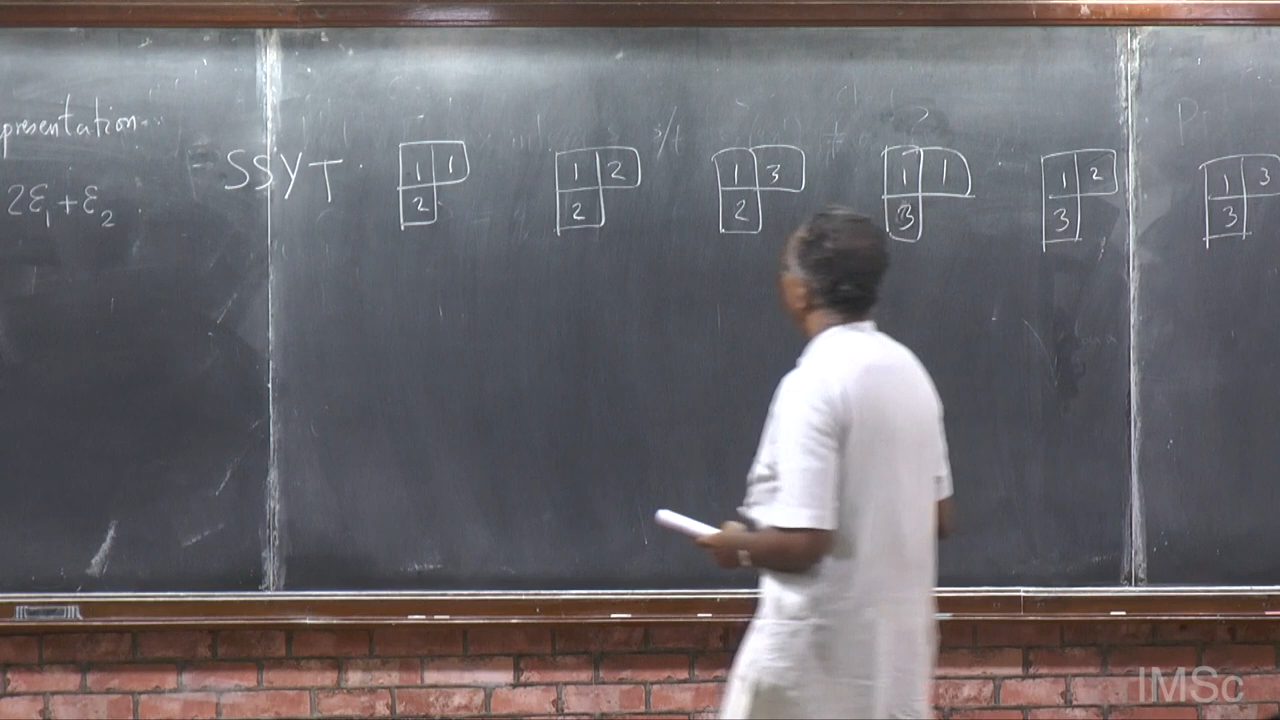 presentation..
2ε₁+ε₂.
SSYT.
1 1 1 2 1 3 1 1 1 2 1 3
2 2 2 3 3 3
IMSc